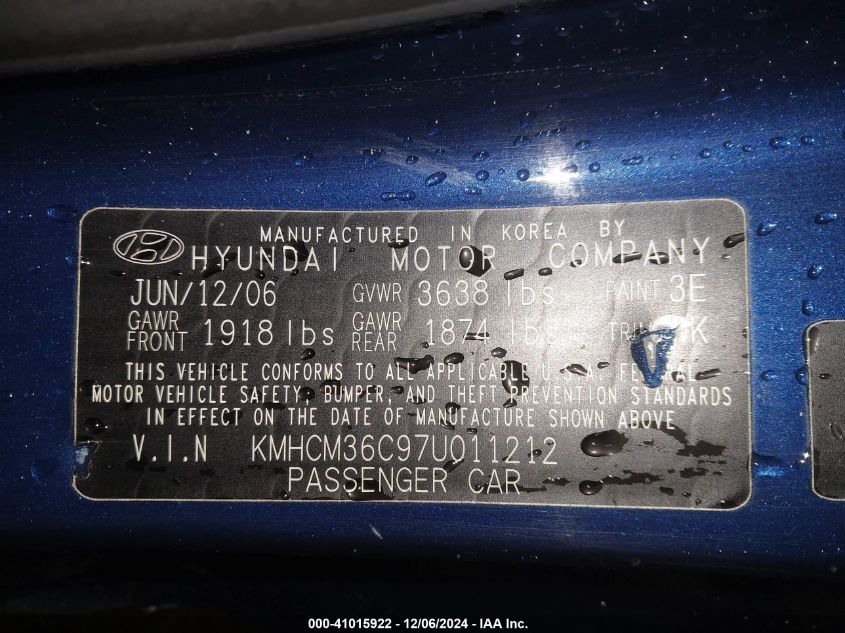 MANUFACTURED IN KOREA BY
HYUNDAI MOTOR COMPANY
JUN/12/06 GVWR 3638 lbs PAINT 3E
GAWR FRONT 1918 lbs GAWR REAR 1874 lbs
THIS VEHICLE CONFORMS TO ALL APPLICABLE U.S.A. FEDERAL
MOTOR VEHICLE SAFETY, BUMPER, AND THEFT PREVENTION STANDARDS
IN EFFECT ON THE DATE OF MANUFACTURE SHOWN ABOVE
V.I.N KMHCM36C97U011212
PASSENGER CAR
000-41015922 - 12/06/2024 - IAA Inc.